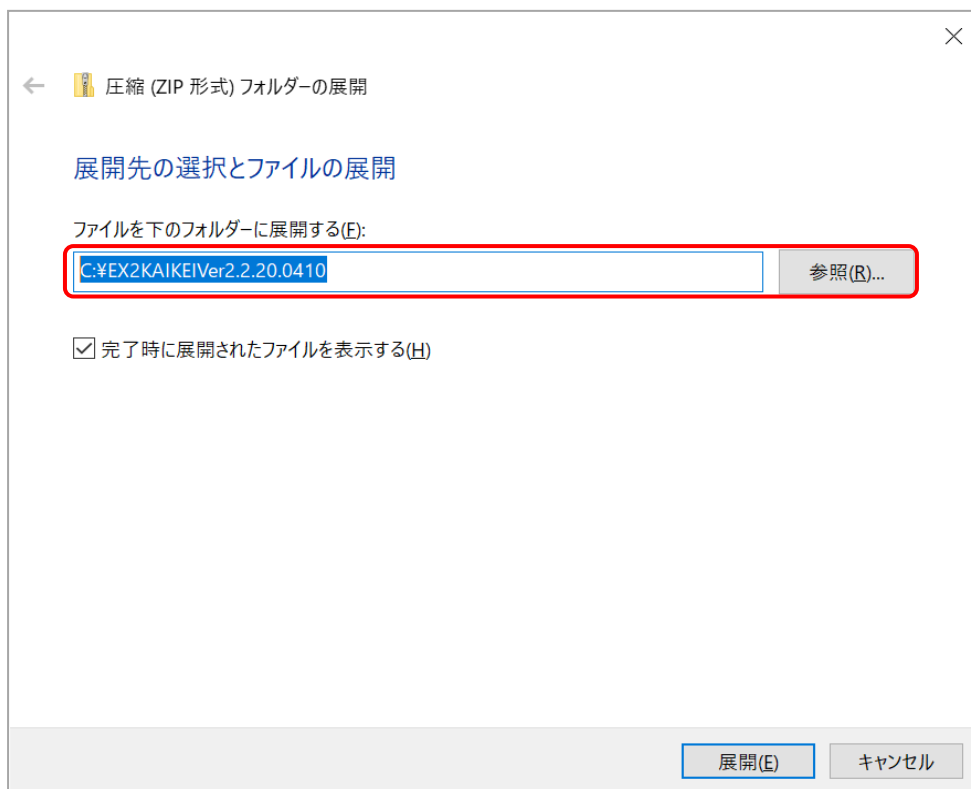 圧縮 (ZIP 形式) フォルダーの展開
展開先の選択とファイルの展開
ファイルを下のフォルダーに展開する(F):
C:¥EX2KAIKEIVer2.2.20.0410
参照(R)...
完了時に展開されたファイルを表示する(H)
展開(E)
キャンセル